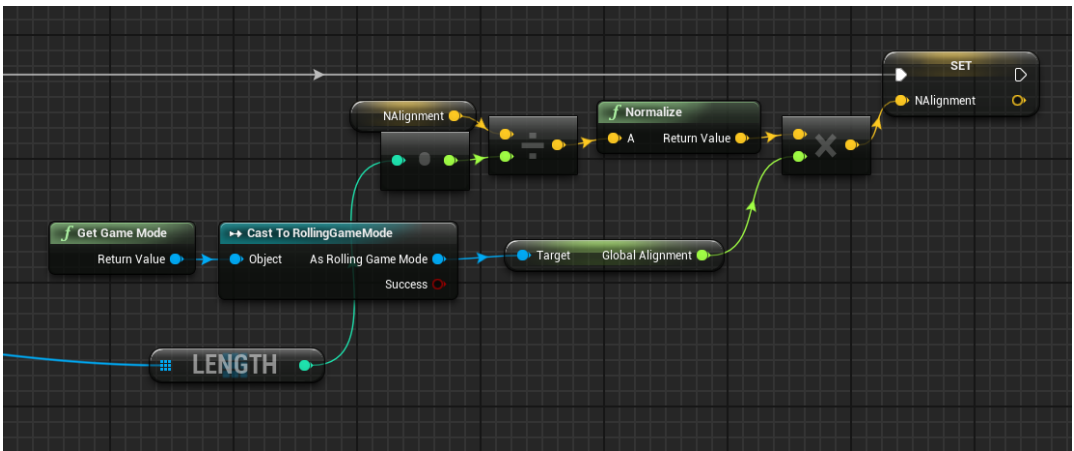 SET
NAlignment
NAlignment
f Normalize
÷
A Return Value
×
f Get Game Mode
Cast To RollingGameMode
Return Value
Object As Rolling Game Mode
Target Global Alignment
Success
LENGTH